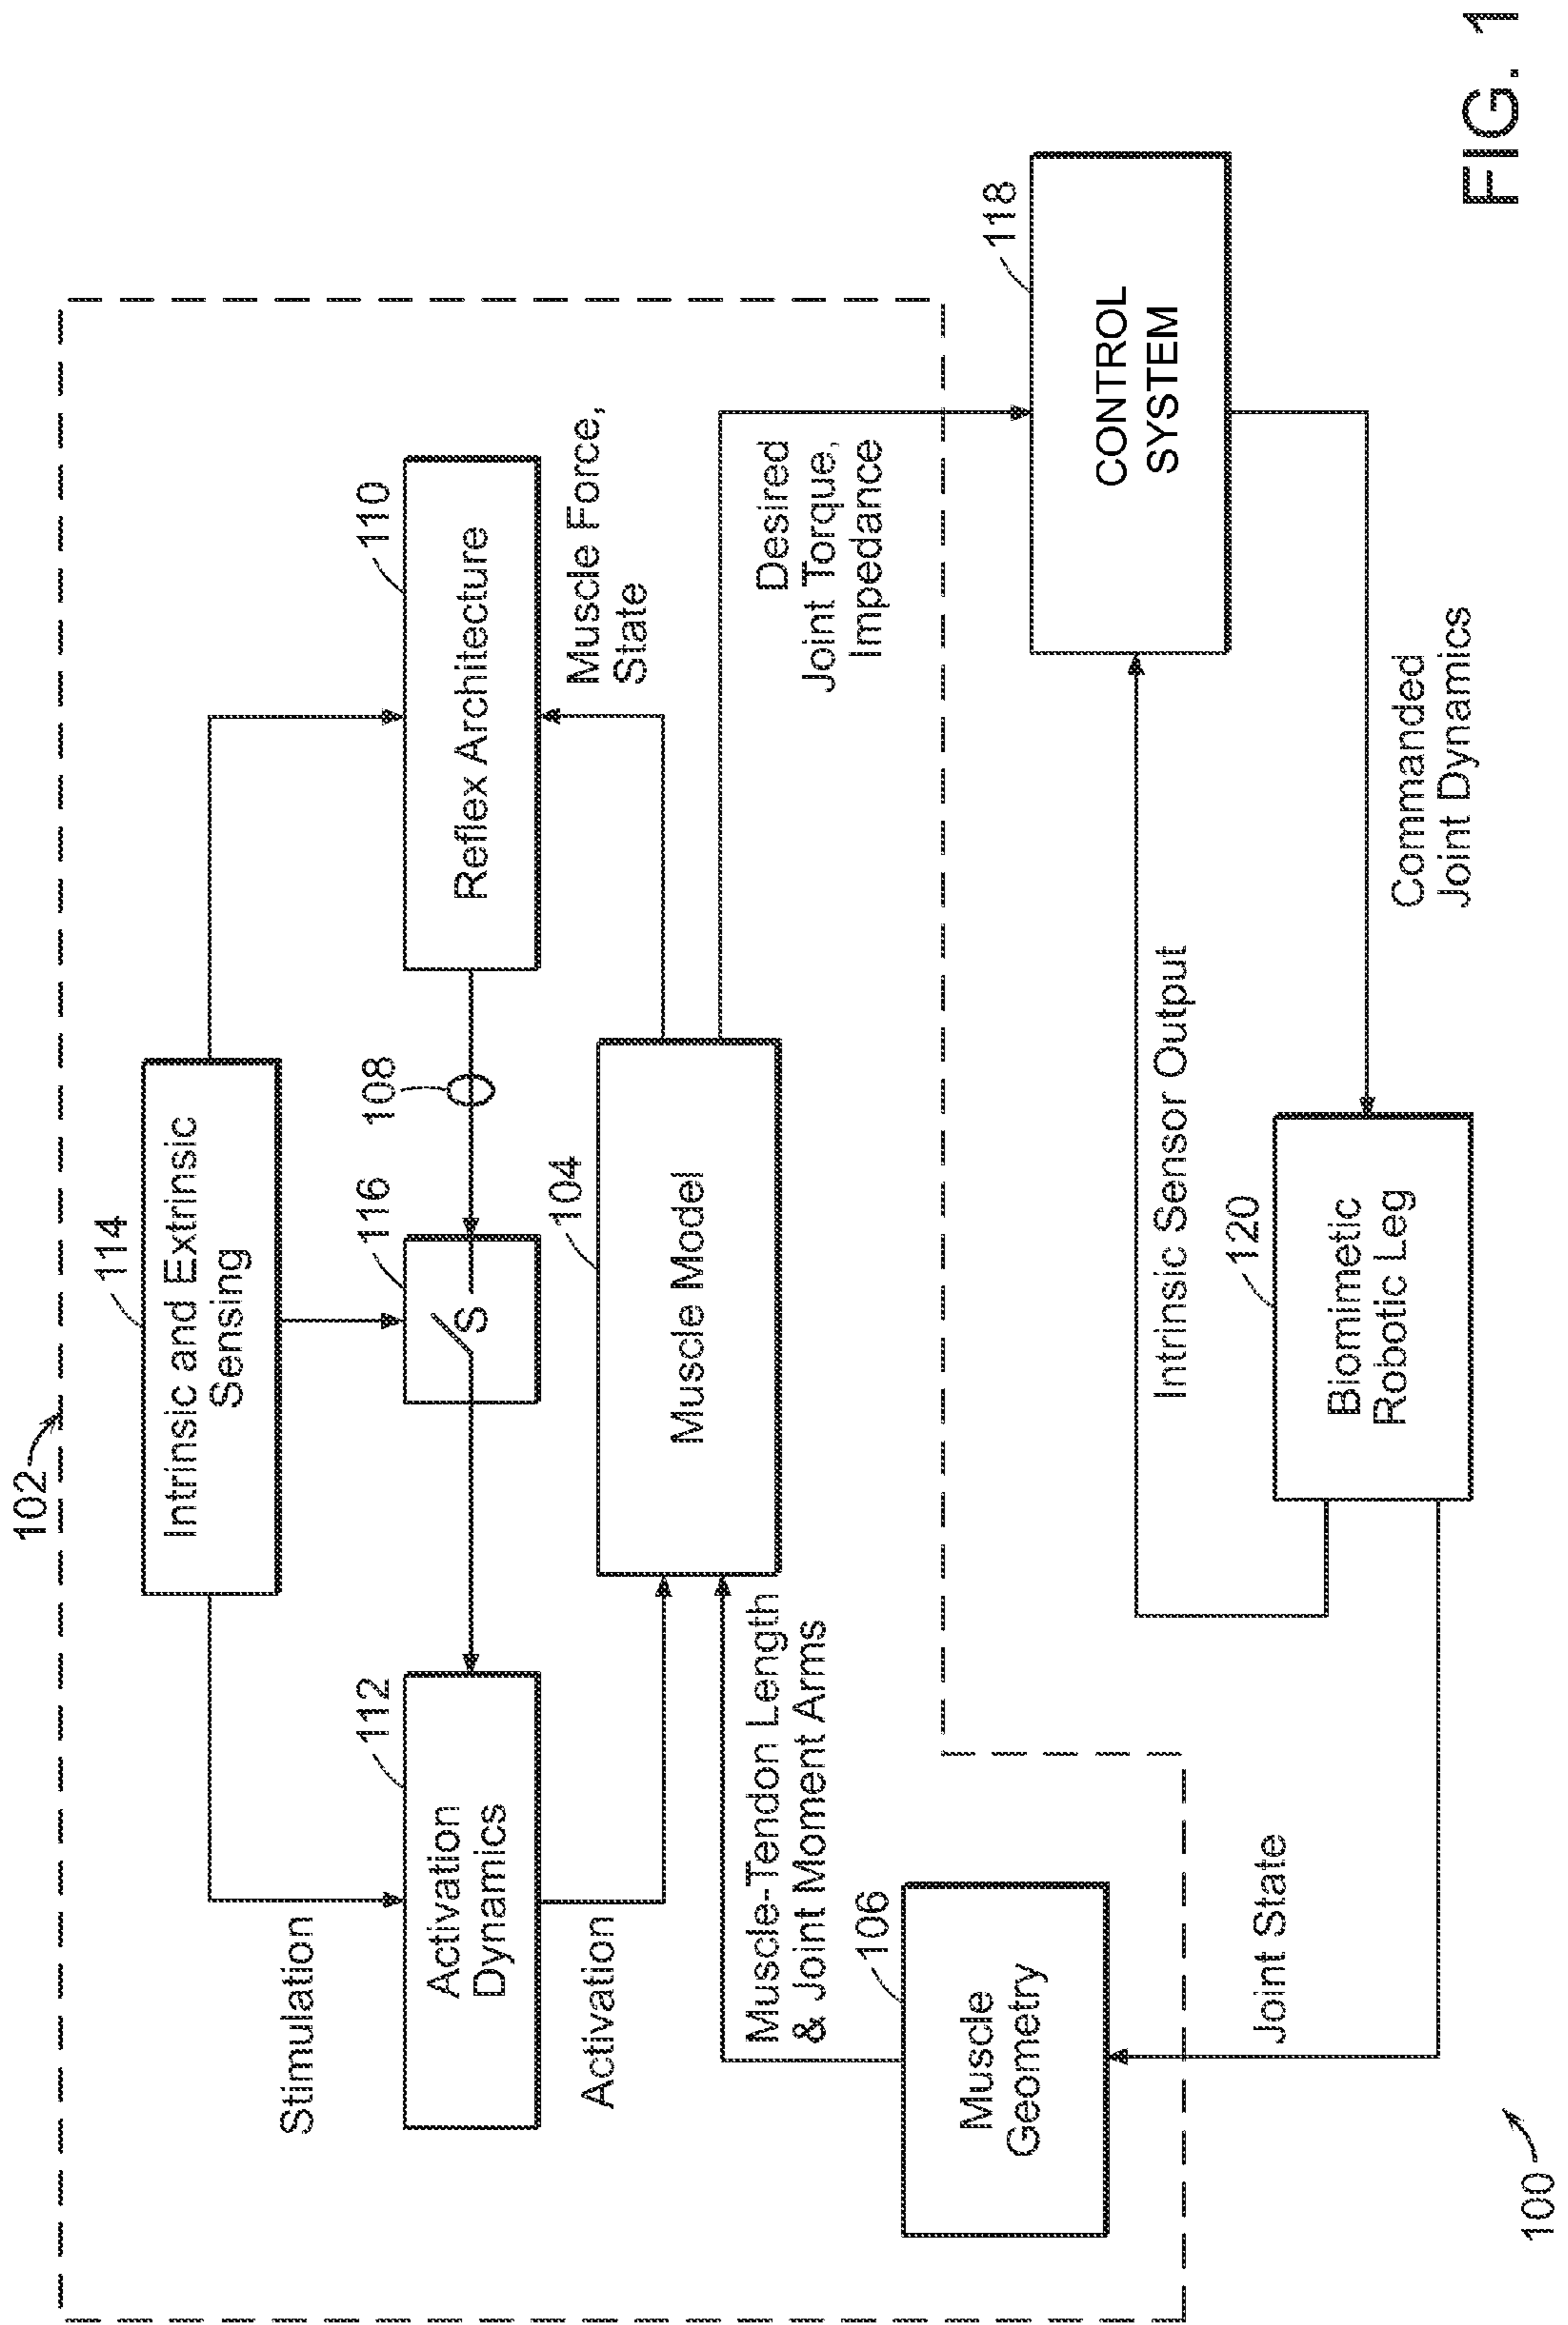 102
114
Intrinsic and Extrinsic
Sensing
Stimulation
112
Activation
Dynamics
116
S
108
110
Reflex Architecture
Activation
104
Muscle Model
Muscle Force,
State
Muscle-Tendon Length
& Joint Moment Arms
Desired
Joint Torque,
Impedance
106
Muscle
Geometry
118
CONTROL
SYSTEM
Intrinsic Sensor Output
Joint State
120
Biomimetic
Robotic Leg
Commanded
Joint Dynamics
100
FIG. 1